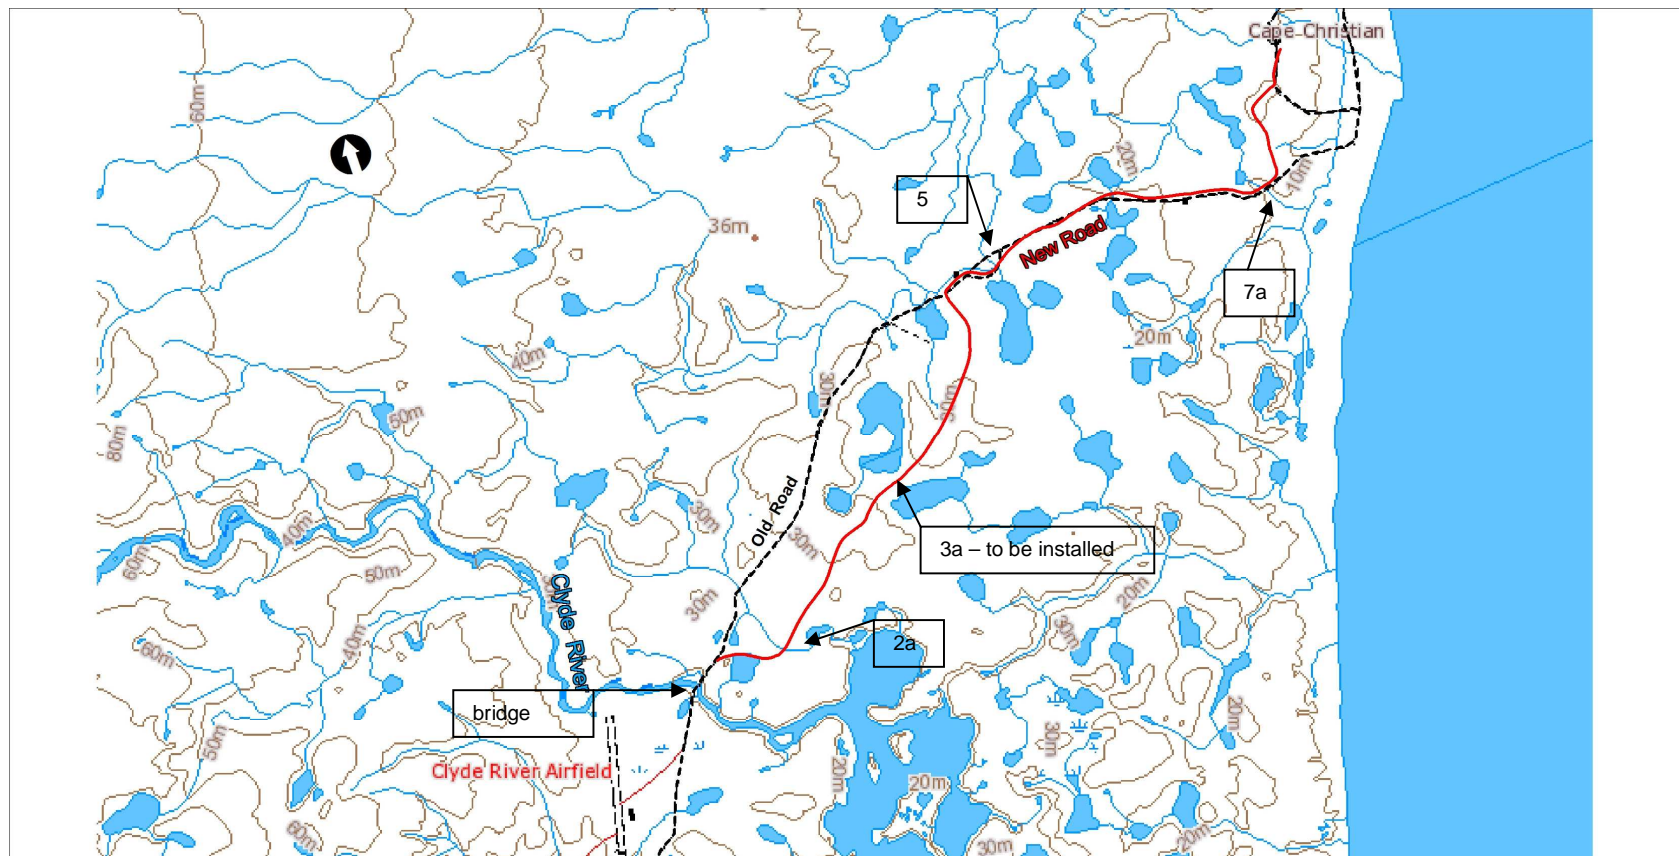 Cape Christian
60m
20m
10m
5
36m
New Road
7a
20m
40m
30m
30m
50m
80m
Old Road
30m
30m
40m
3a – to be installed
60m
50m
20m
Clyde River
30m
30m
40m
2a
60m
bridge
20m
50m
30m
Clyde River Airfield
20m
20m
60m
20m
30m